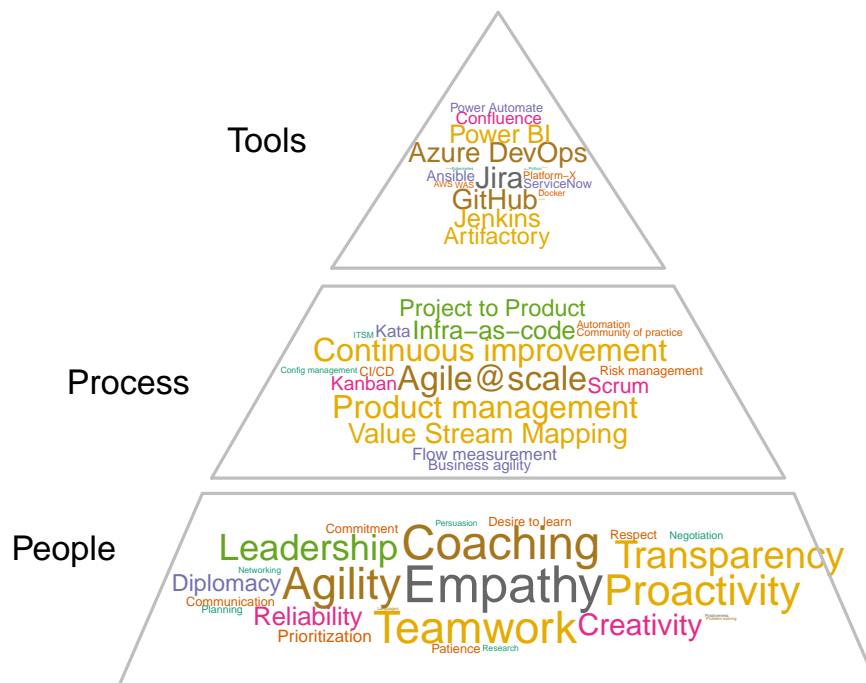 Tools
Power Automate
Confluence
Power BI
Azure DevOps
Ansible Jira Platform–X
AWS WAS ServiceNow
GitHub Docker
Jenkins
Artifactory
Process
Project to Product
ITSM Kata Infra–as–code Automation
Community of practice
Continuous improvement
Config management CI/CD Agile@scale Risk management
Kanban Scrum
Product management
Value Stream Mapping
Flow measurement
Business agility
People
Commitment Persuasion Desire to learn
Leadership Coaching Respect Negotiation
Transparency
Networking
Diplomacy Agility Empathy Proactivity
Communication
Planning Reliability Teamwork Creativity
Prioritization
Patience Research